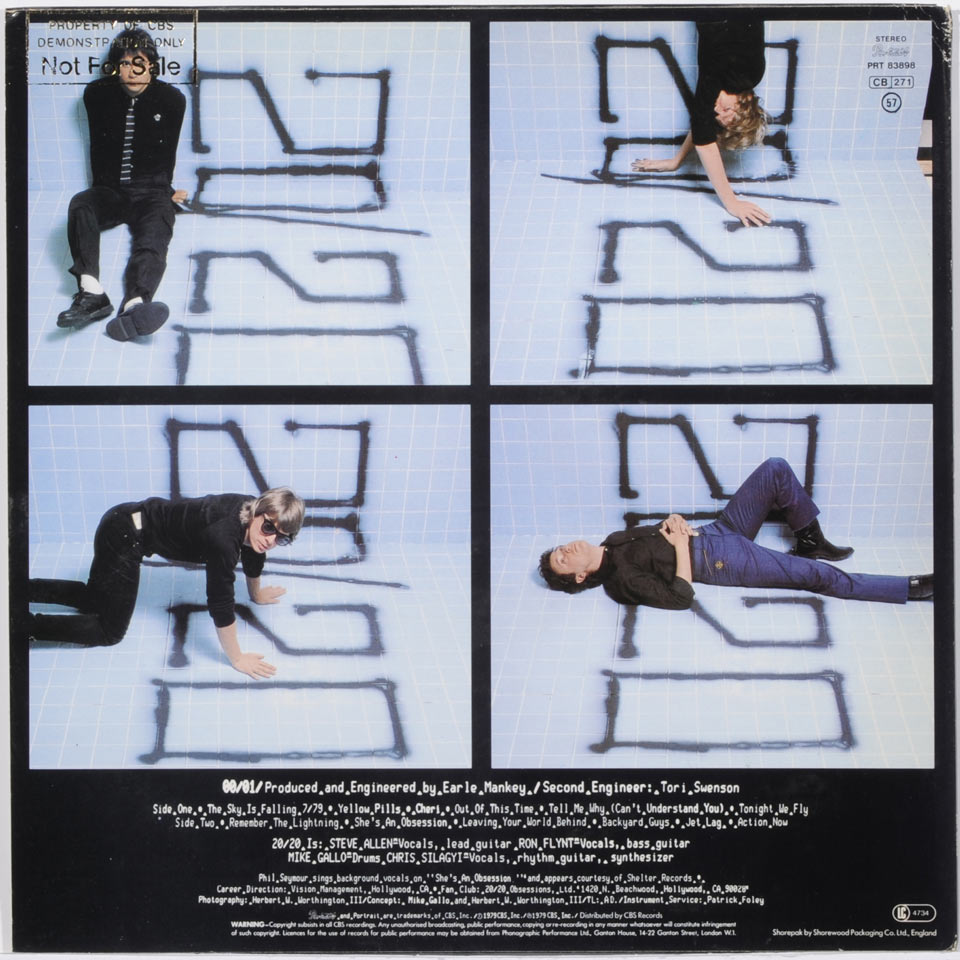 PROPERTY OF CBS
DEMONSTRATION ONLY
Not For Sale
STEREO
PRT 83898
CB 271
57
00/01/Produced and Engineered by Earle Mankey./Second Engineer: Tori Swenson
Side One • The Sky Is Falling 7/79 • Yellow Pills • Cheri • Out Of This Time • Tell Me Why (Can't Understand You) • Tonight We Fly
Side Two • Remember The Lightning • She's An Obsession • Leaving Your World Behind • Backyard Guys • Jet Lag • Action Now
20/20 Is: STEVE ALLEN=Vocals, lead guitar RON FLYNT=Vocals, bass guitar
MIKE GALLO=Drums CHRIS SILAGYI=Vocals, rhythm guitar, synthesizer
Phil Seymour sings background vocals on "She's An Obsession" and appears courtesy of Shelter Records •
Career Direction: Vision Management, Hollywood, CA • Fan Club: 20/20 Obsessions, Ltd. 1420 N. Beachwood, Hollywood, CA 90028
Photography: Herbert W. Worthington III/Concept: Mike Gallo and Herbert W. Worthington III/TL: AD./Instrument Service: Patrick Foley
and Portrait are trademarks of CBS Inc./℗1979 CBS Inc./©1979 CBS Inc./ Distributed by CBS Records
WARNING—Copyright subsists in all CBS recordings. Any unauthorised broadcasting, public performance, copying or re-recording in any manner whatsoever will constitute infringement
of such copyright. Licences for the use of records for public performance may be obtained from Phonographic Performance Ltd., Ganton House, 14-22 Ganton Street, London W.1.
LC 4734
Shorepak by Shorewood Packaging Co. Ltd., England